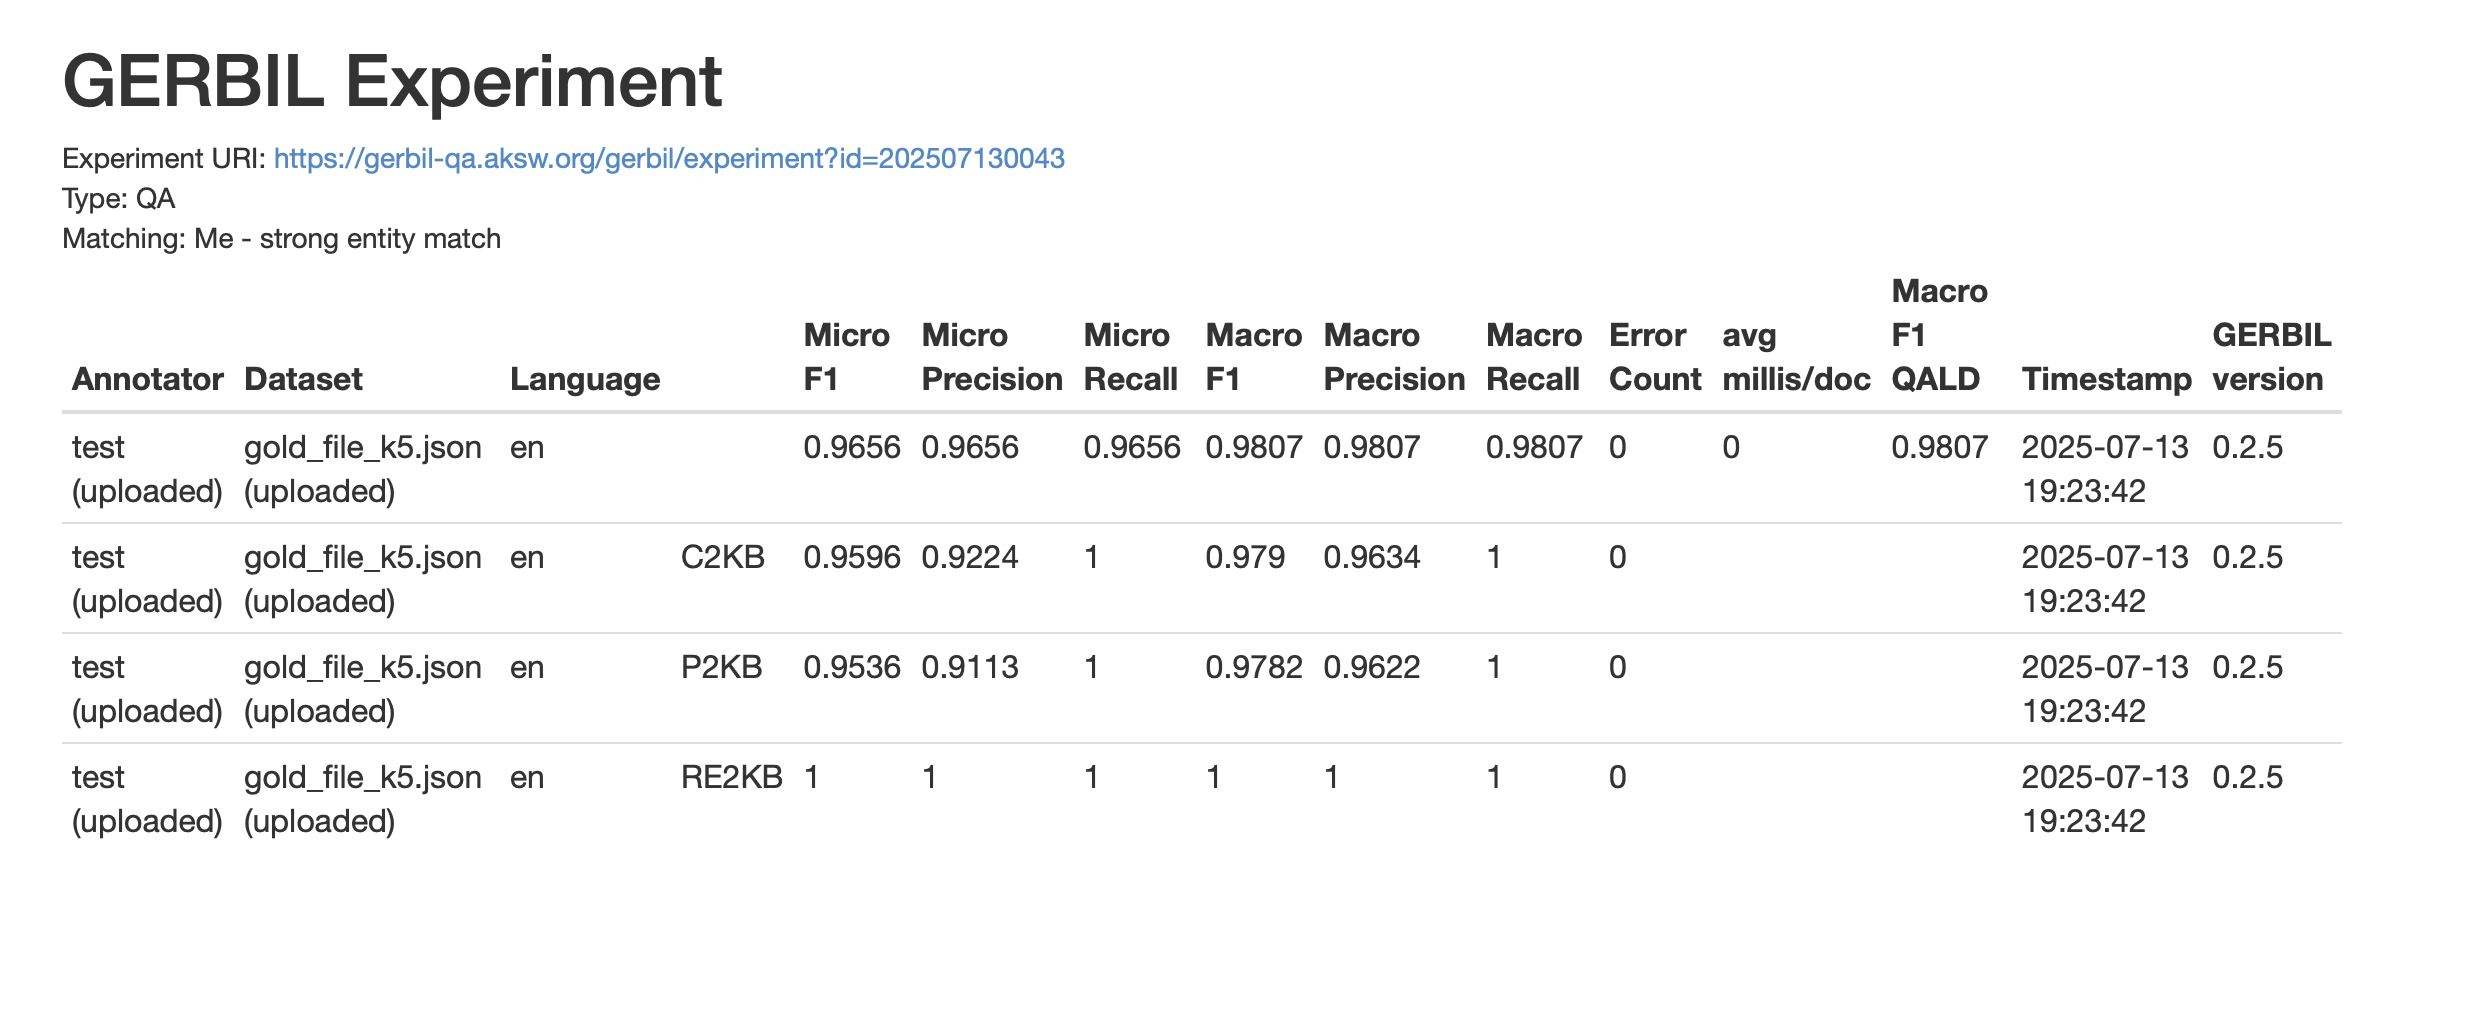 GERBIL Experiment
Experiment URI: https://gerbil-qa.aksw.org/gerbil/experiment?id=202507130043
Type: QA
Matching: Me - strong entity match
Annotator Dataset Language Micro F1 Micro Precision Micro Recall Macro F1 Macro Precision Macro Recall Error Count avg millis/doc Macro F1 QALD Timestamp GERBIL version
test gold_file_k5.json en 0.9656 0.9656 0.9656 0.9807 0.9807 0.9807 0 0 0.9807 2025-07-13 0.2.5
(uploaded) (uploaded) 19:23:42
test gold_file_k5.json en C2KB 0.9596 0.9224 1 0.979 0.9634 1 0 2025-07-13 0.2.5
(uploaded) (uploaded) 19:23:42
test gold_file_k5.json en P2KB 0.9536 0.9113 1 0.9782 0.9622 1 0 2025-07-13 0.2.5
(uploaded) (uploaded) 19:23:42
test gold_file_k5.json en RE2KB 1 1 1 1 1 1 0 2025-07-13 0.2.5
(uploaded) (uploaded) 19:23:42